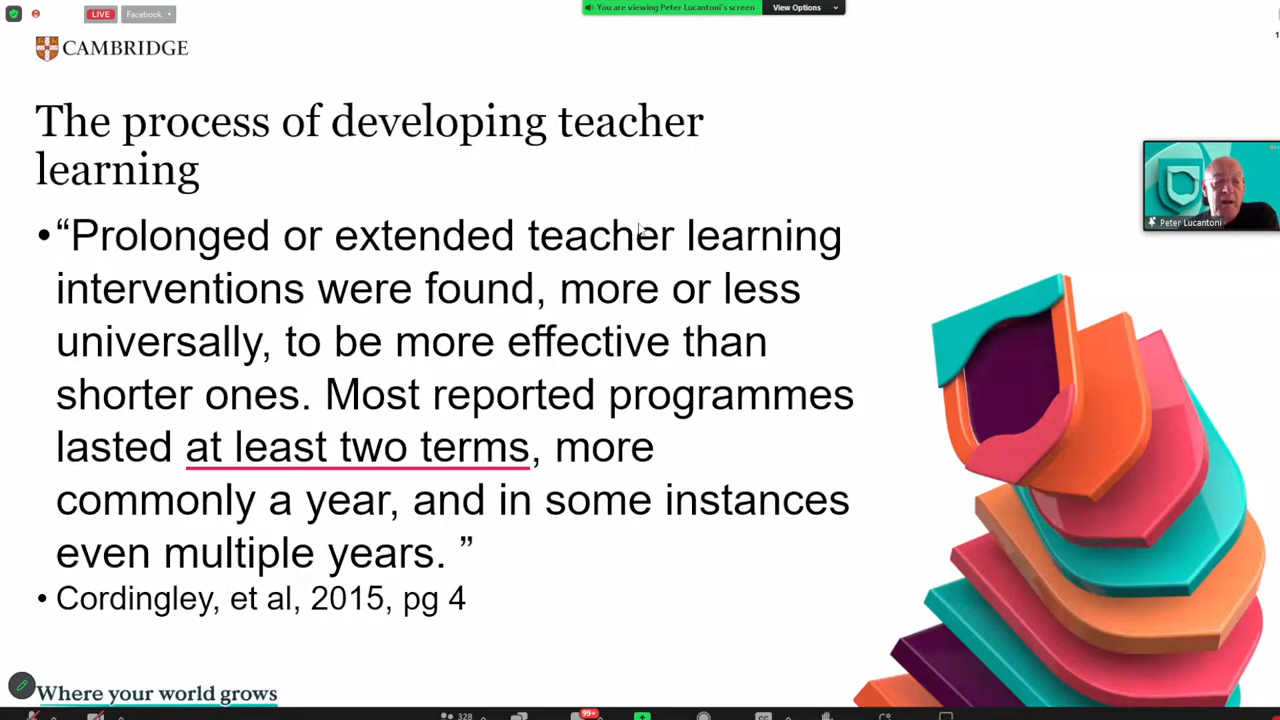 LIVE
Facebook
You are viewing Peter Lucantoni's screen
View Options
CAMBRIDGE
The process of developing teacher
learning
Peter Lucantoni
•“Prolonged or extended teacher learning
interventions were found, more or less
universally, to be more effective than
shorter ones. Most reported programmes
lasted at least two terms, more
commonly a year, and in some instances
even multiple years. ”
• Cordingley, et al, 2015, pg 4
Where your world grows
328
99+